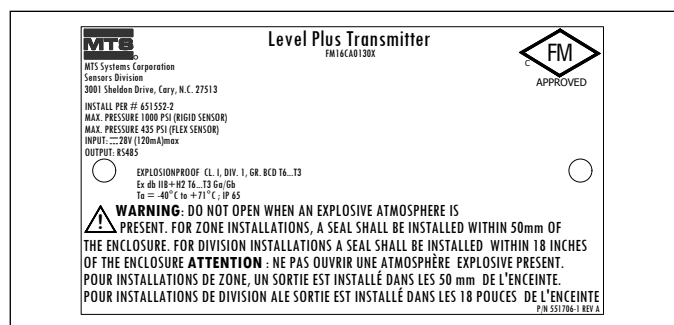 MTS
Level Plus Transmitter
FM16CA0130X
C FM
APPROVED
MTS Systems Corporation
Sensors Division
3001 Sheldon Drive, Cary, N.C. 27513
INSTALL PER # 651552-2
MAX. PRESSURE 1000 PSI (RIGID SENSOR)
MAX. PRESSURE 435 PSI (FLEX SENSOR)
INPUT: ⎓28V (120mA)max
OUTPUT: RS485
EXPLOSIONPROOF CL. I, DIV. 1, GR. BCD T6...T3
Ex db IIB+H2 T6...T3 Ga/Gb
Ta = -40°C to +71°C ; IP 65
WARNING: DO NOT OPEN WHEN AN EXPLOSIVE ATMOSPHERE IS
PRESENT. FOR ZONE INSTALLATIONS, A SEAL SHALL BE INSTALLED WITHIN 50mm OF
THE ENCLOSURE. FOR DIVISION INSTALLATIONS A SEAL SHALL BE INSTALLED WITHIN 18 INCHES
OF THE ENCLOSURE ATTENTION : NE PAS OUVRIR UNE ATMOSPHÈRE EXPLOSIVE PRESENT.
POUR INSTALLATIONS DE ZONE, UN SORTIE EST INSTALLÉ DANS LES 50 mm DE L'ENCEINTE.
POUR INSTALLATIONS DE DIVISION ALE SORTIE EST INSTALLÉ DANS LES 18 POUCES DE L'ENCEINTE
P/N 551706-1 REV A